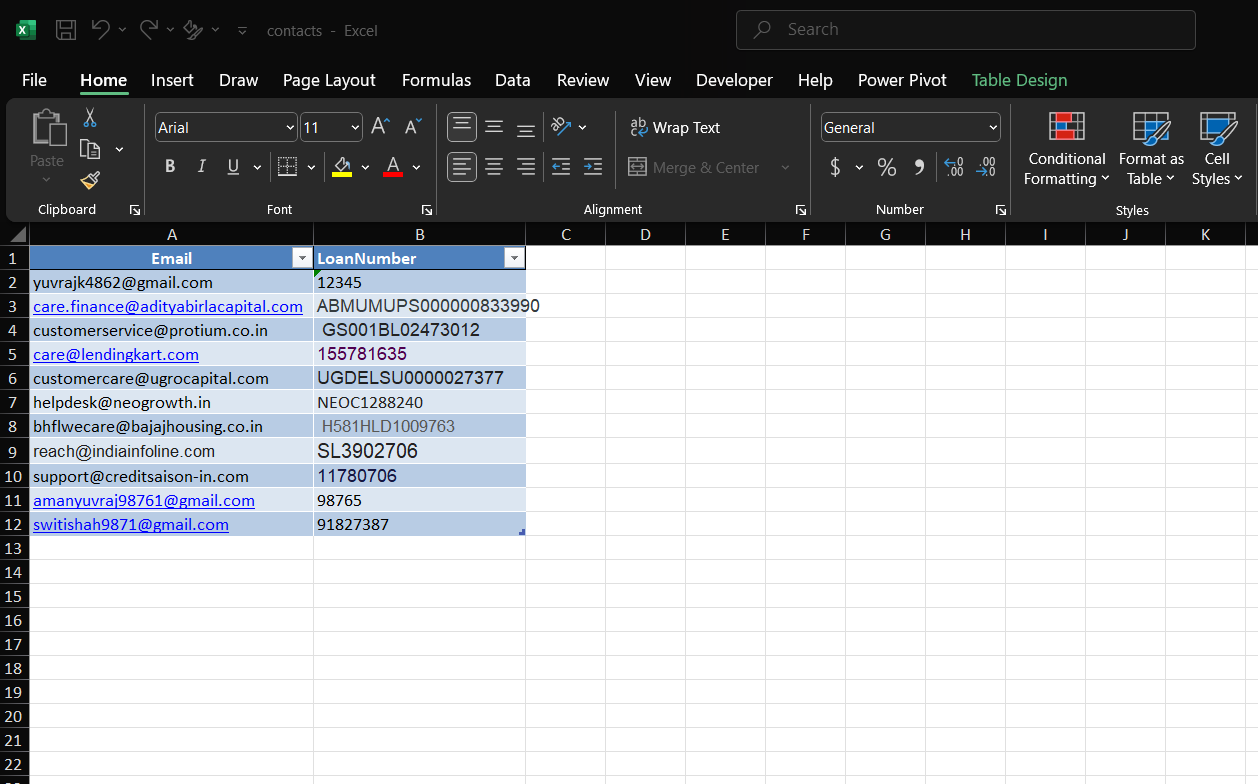 contacts - Excel
Search
File Home Insert Draw Page Layout Formulas Data Review View Developer Help Power Pivot Table Design
Paste
Arial 11 A A
ab Wrap Text
General
B I U A
Merge & Center
$ % 9 .00 .00
Conditional Formatting
Format as Table
Cell Styles
Clipboard Font Alignment Number Styles
A B C D E F G H I J K
1 Email LoanNumber
2 yuvrajk4862@gmail.com 12345
3 care.finance@adityabirlacapital.com ABMUMUPS000000833990
4 customerservice@protium.co.in GS001BL02473012
5 care@lendingkart.com 155781635
6 customercare@ugrocapital.com UGDELSU0000027377
7 helpdesk@neogrowth.in NEOC1288240
8 bhflwecare@bajajhousing.co.in H581HLD1009763
9 reach@indiainfoline.com SL3902706
10 support@creditsaison-in.com 11780706
11 amanyuvraj98761@gmail.com 98765
12 switishah9871@gmail.com 91827387
13
14
15
16
17
18
19
20
21
22